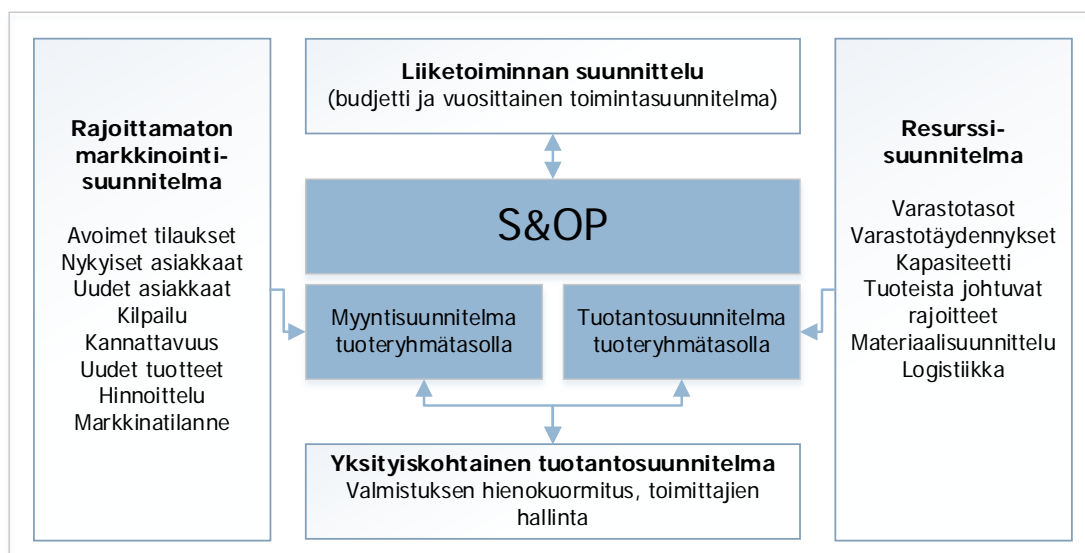 Rajoittamaton
markkinointi-
suunnitelma
Avoimet tilaukset
Nykyiset asiakkaat
Uudet asiakkaat
Kilpailu
Kannattavuus
Uudet tuotteet
Hinnoittelu
Markkinatilanne
Liiketoiminnan suunnittelu
(budjetti ja vuosittainen toimintasuunnitelma)
S&OP
Myyntisuunnitelma
tuoteryhmätasolla
Tuotantosuunnitelma
tuoteryhmätasolla
Yksityiskohtainen tuotantosuunnitelma
Valmistuksen hienokuormitus, toimittajien
hallinta
Resurssi-
suunnitelma
Varastotasot
Varastotäydennykset
Kapasiteetti
Tuoteista johtuvat
rajoitteet
Materiaalisuunnittelu
Logistiikka